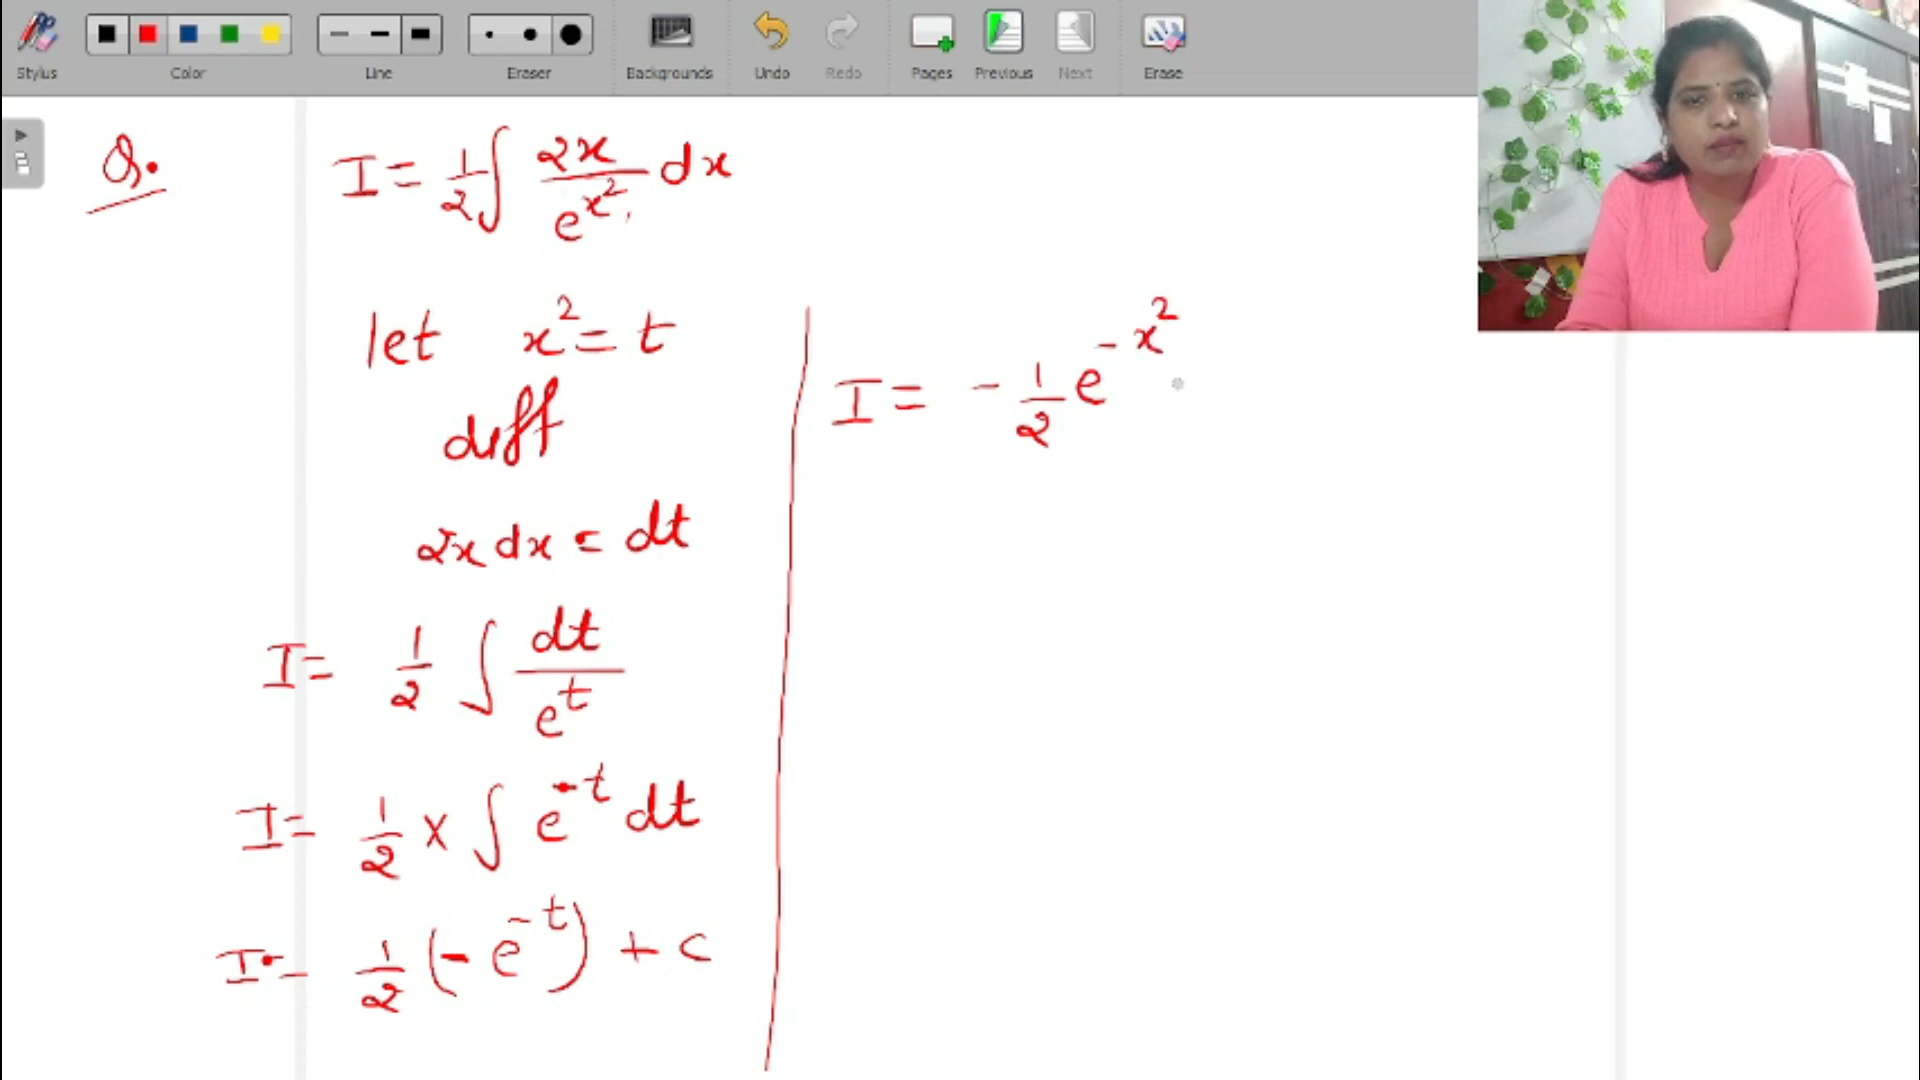 Stylus Color Line Eraser Backgrounds Undo Redo Pages Previous Next Erase
Q. I = 1/2 ∫ 2x/e^x² dx
let x² = t
diff
2x dx = dt
I = 1/2 ∫ dt/e^t
I = 1/2 × ∫ e^-t dt
I = 1/2 (- e^-t) + c
I = - 1/2 e^-x²